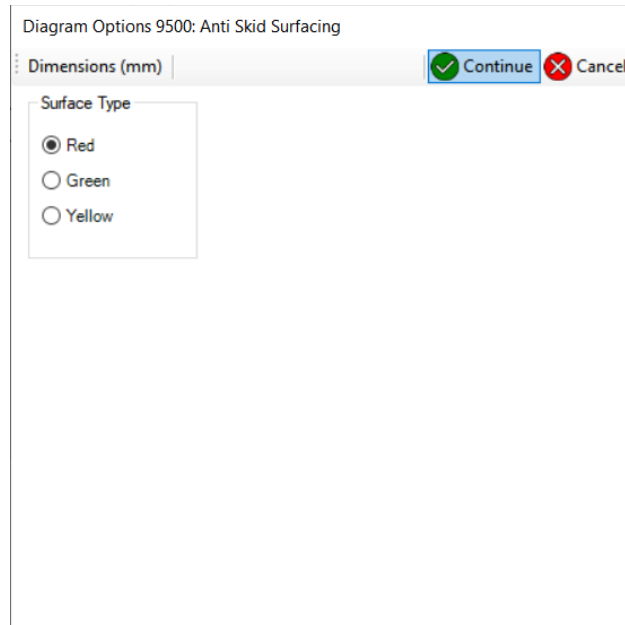 Diagram Options 9500: Anti Skid Surfacing
Dimensions (mm) Continue Cancel
Surface Type
Red
Green
Yellow